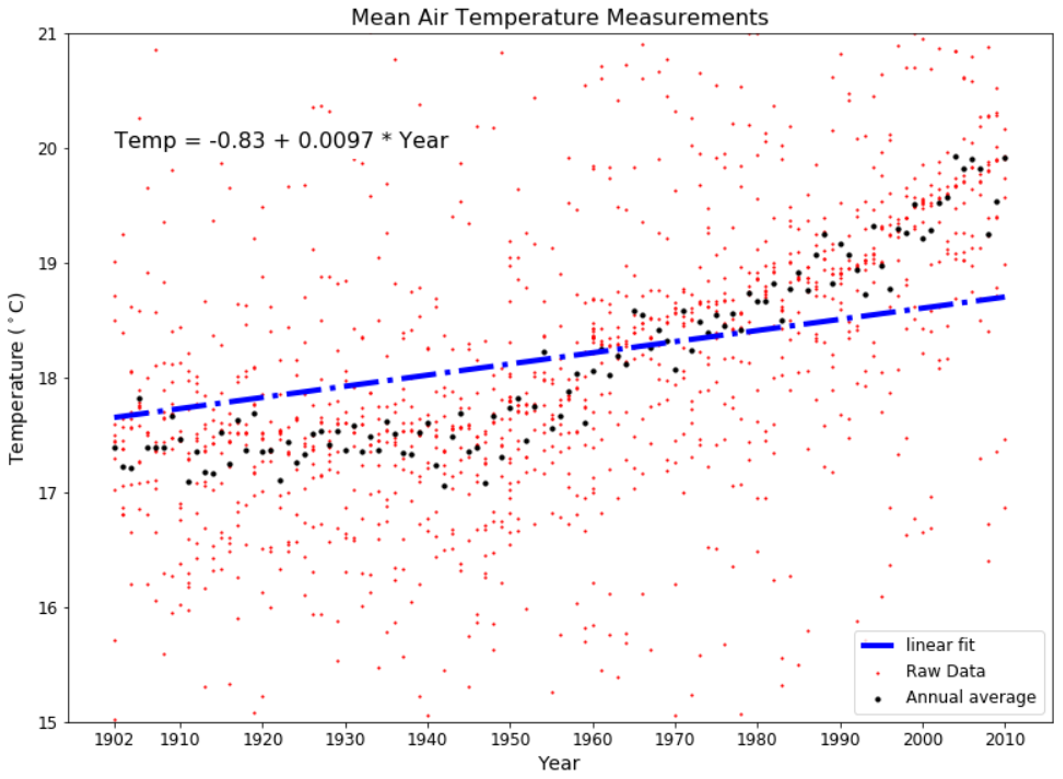 Mean Air Temperature Measurements
21
20
19
18
17
16
15
Temperature (°C)
Temp = -0.83 + 0.0097 * Year
linear fit
Raw Data
Annual average
1902 1910 1920 1930 1940 1950 1960 1970 1980 1990 2000 2010
Year